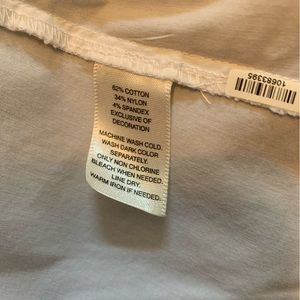 62% COTTON
34% NYLON
4% SPANDEX
EXCLUSIVE OF
DECORATION
MACHINE WASH COLD.
WASH DARK COLOR
SEPARATELY.
ONLY NON CHLORINE
BLEACH WHEN NEEDED.
LINE DRY.
WARM IRON IF NEEDED.
10683395